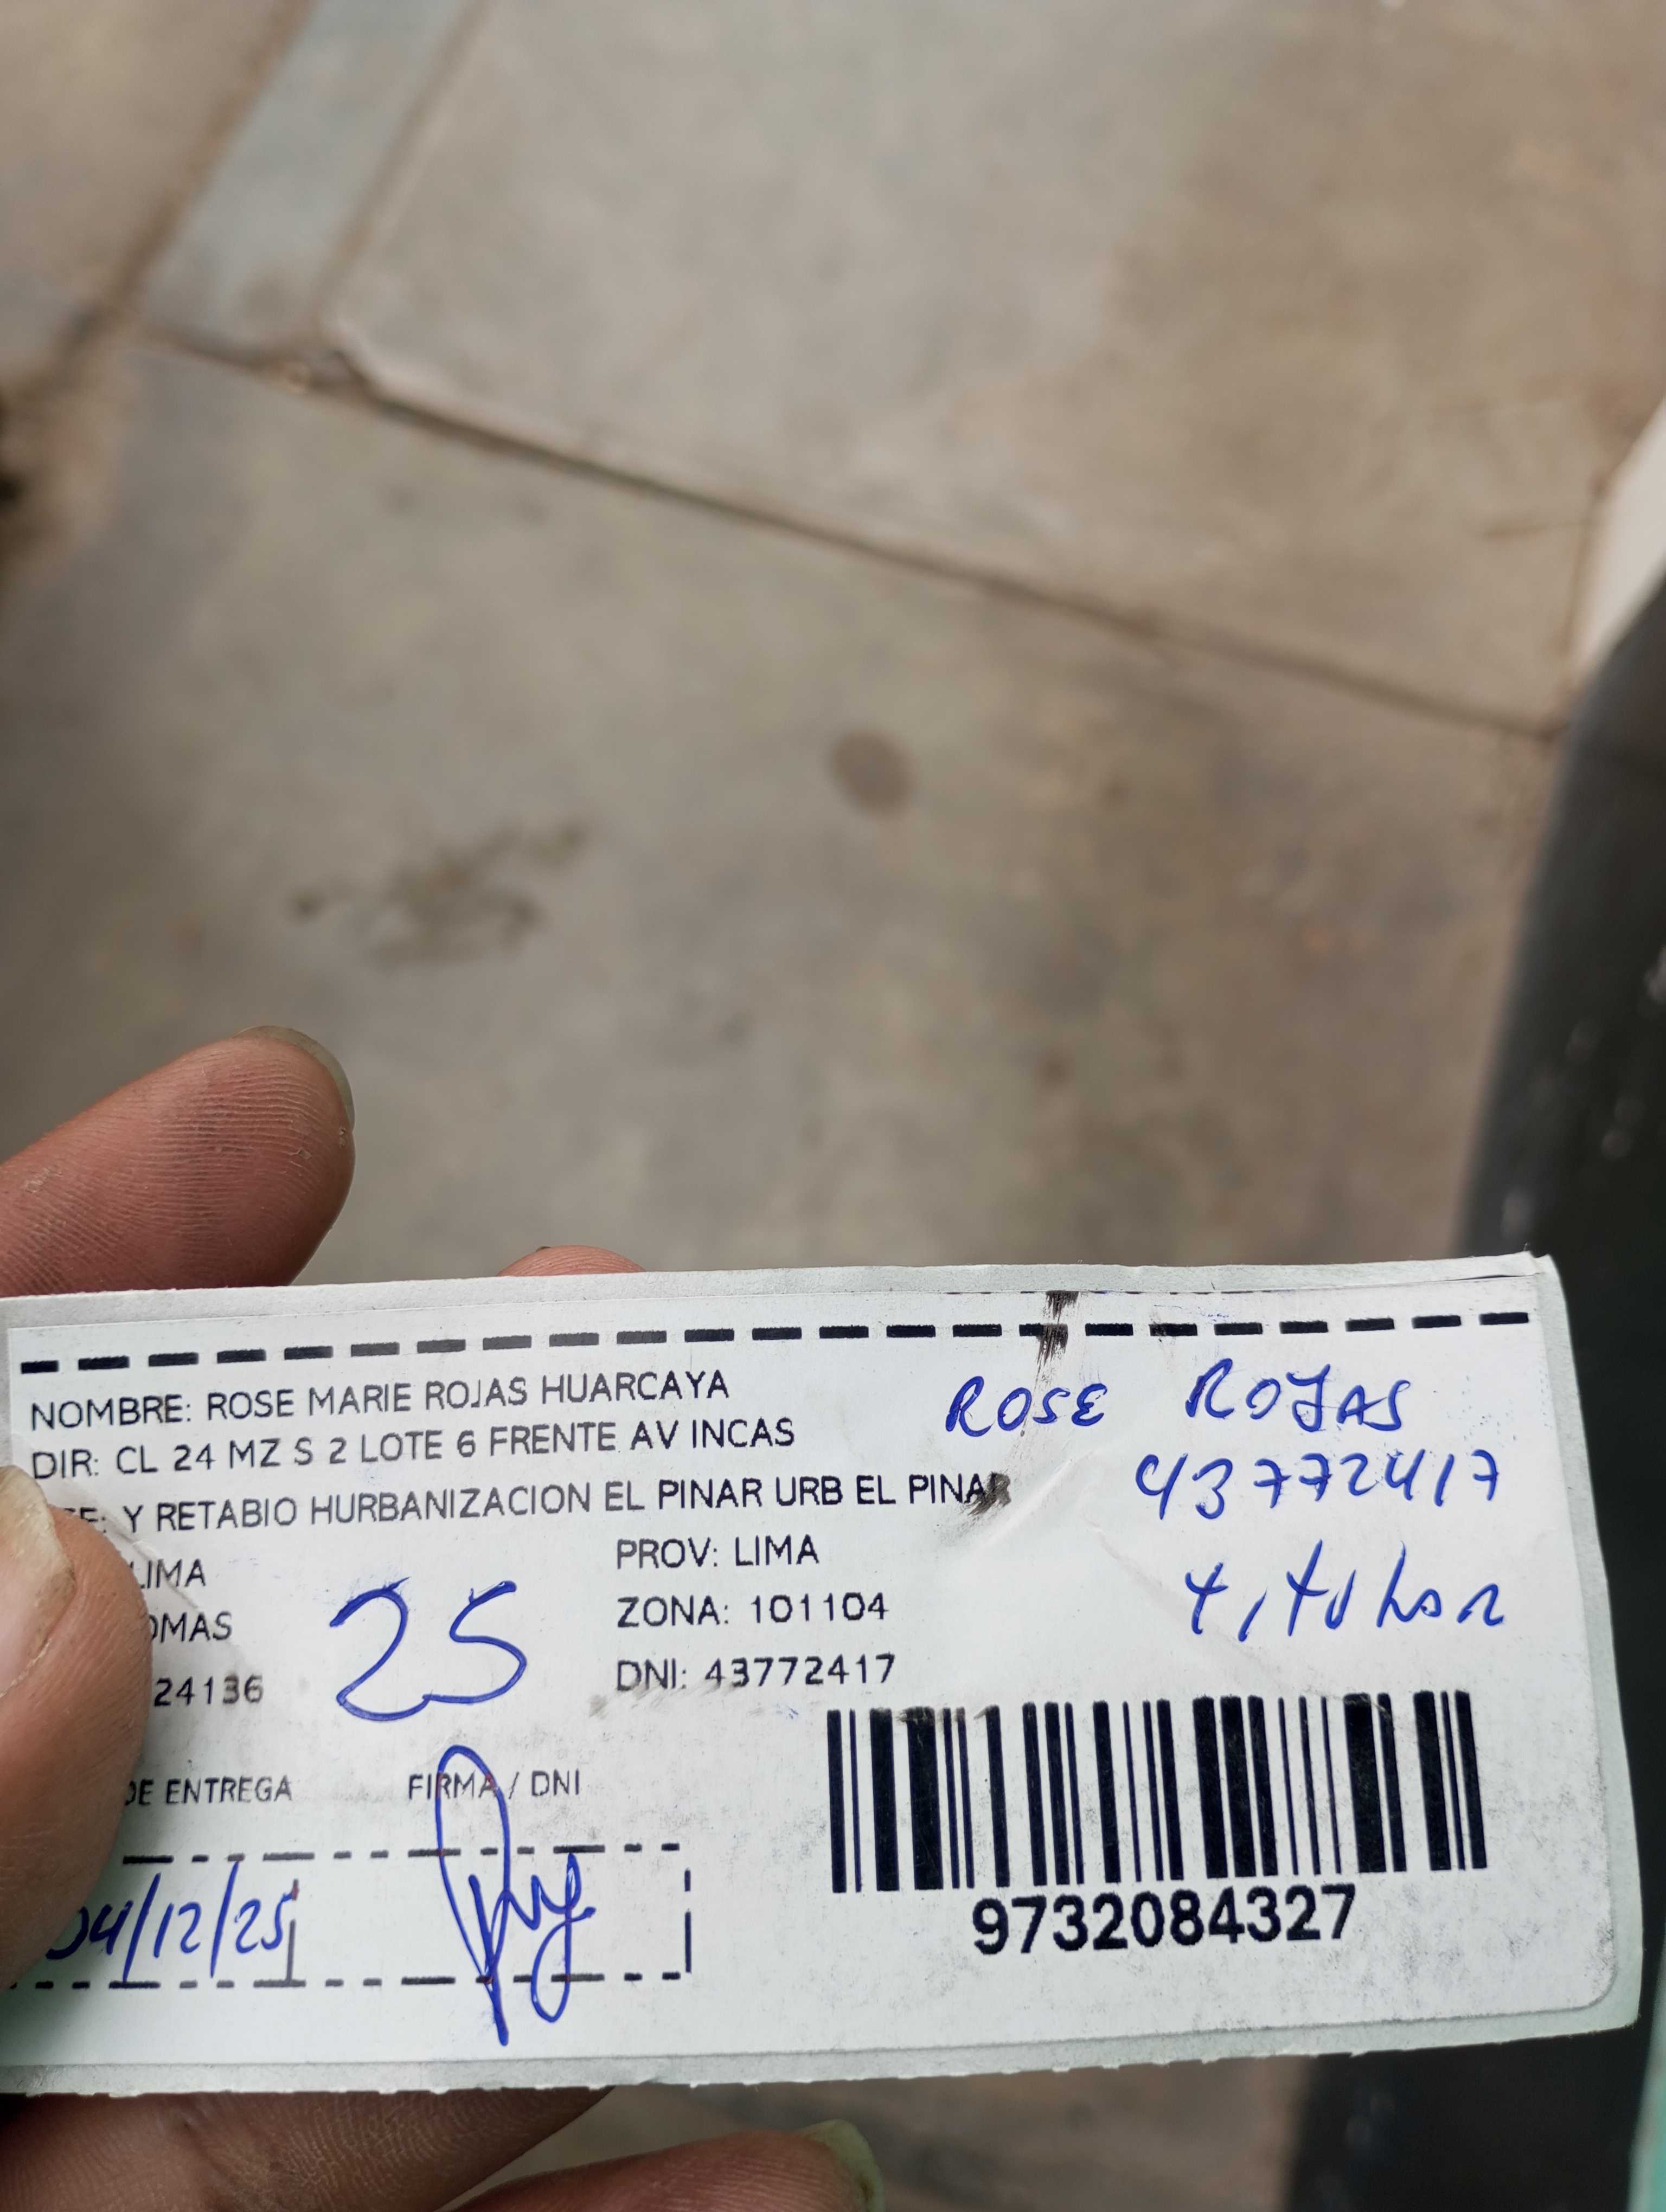 NOMBRE: ROSE MARIE ROJAS HUARCAYA
DIR: CL 24 MZ S 2 LOTE 6 FRENTE AV INCAS
Y RETABIO HURBANIZACION EL PINAR URB EL PINAR
LIMA
PROV: LIMA
OMAS
ZONA: 101104
24136
DNI: 43772417
25
ROSE ROJAS
43772417
titular
DE ENTREGA
FIRMA / DNI
04/12/25
9732084327